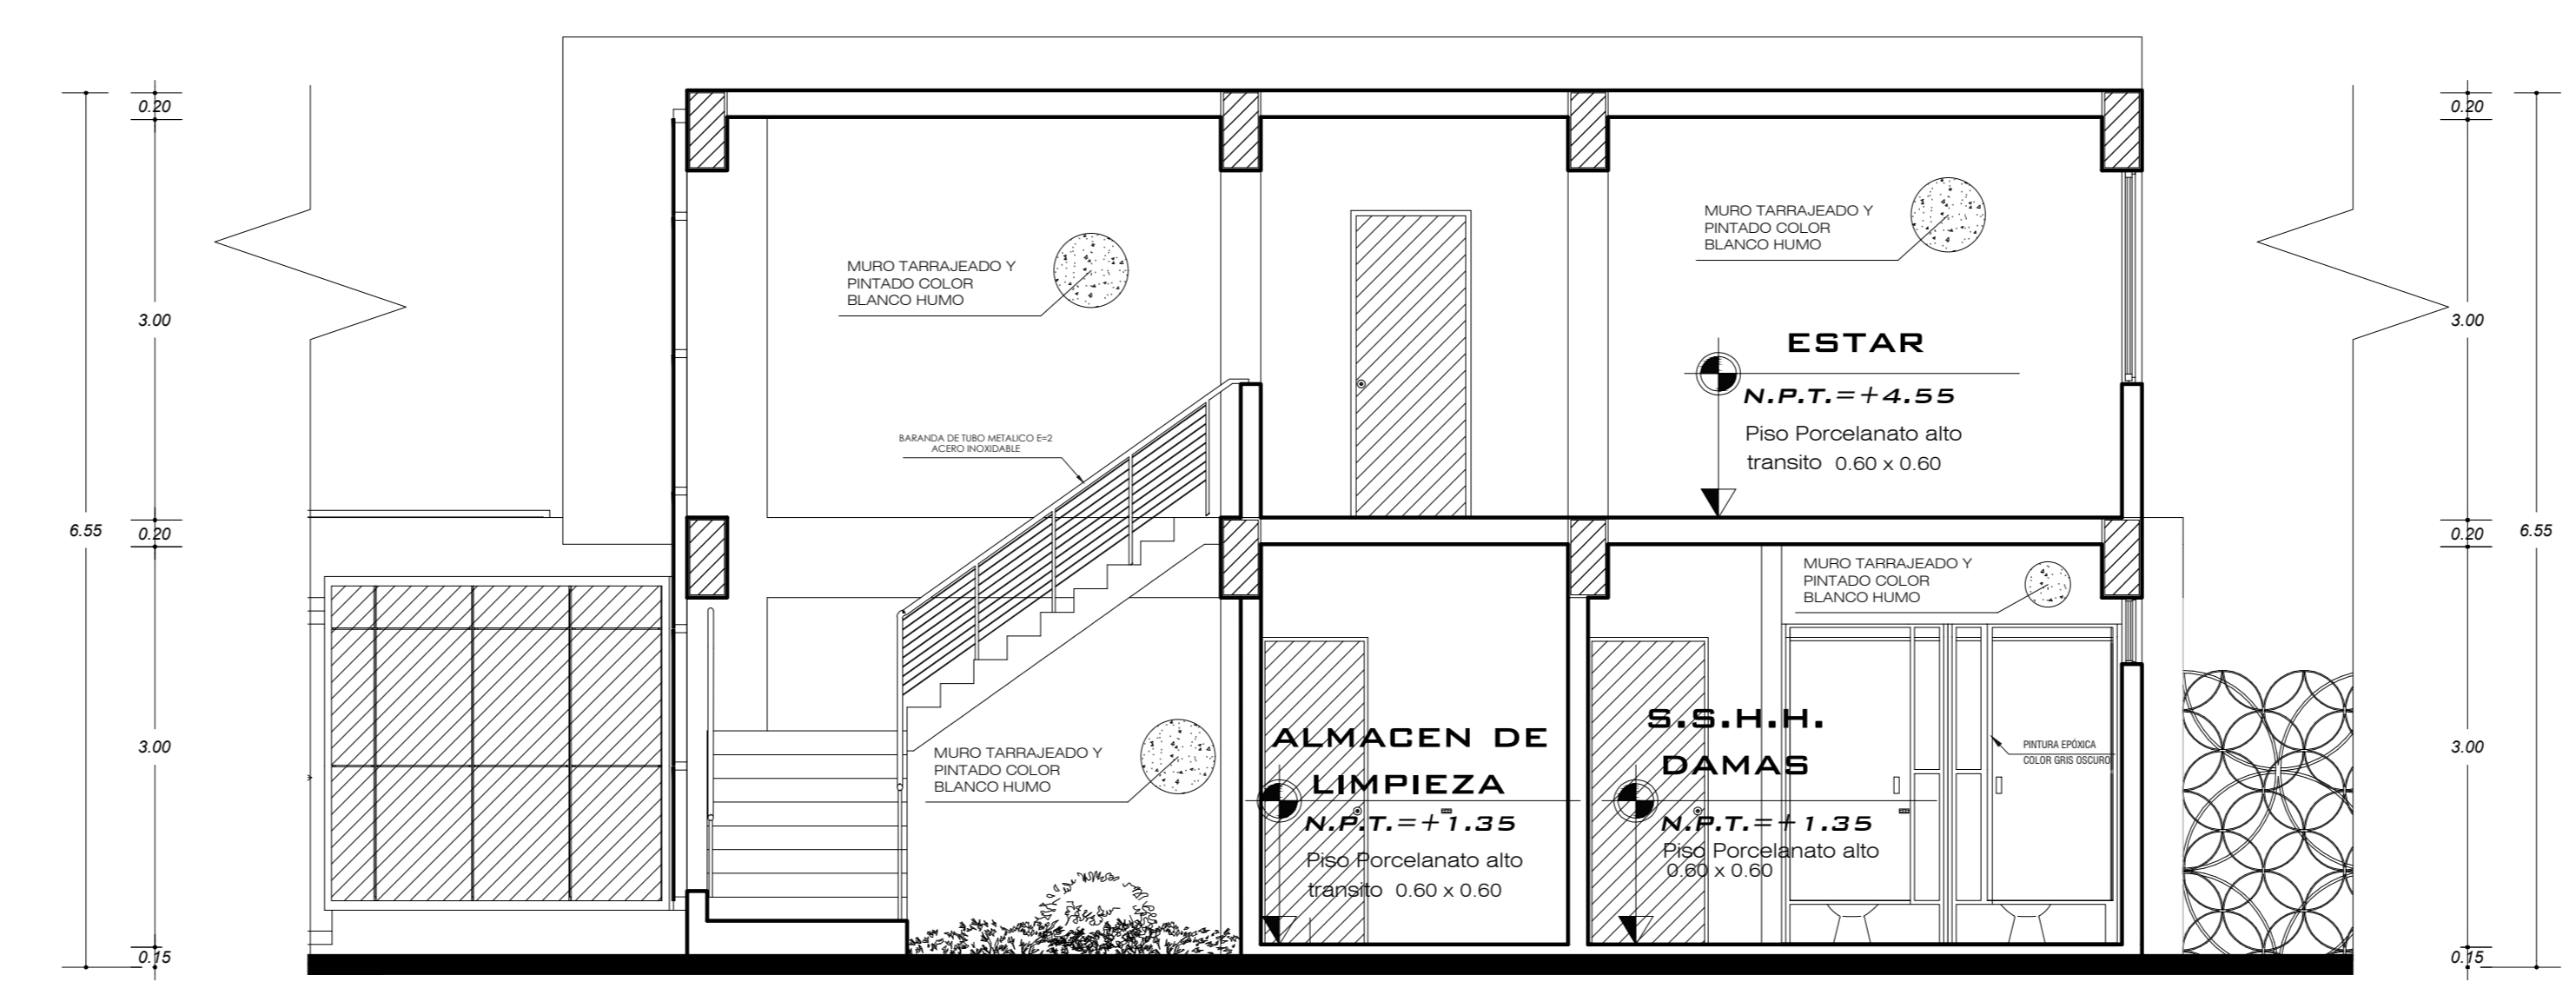 0.20
0.20
MURO TARRAJEADO Y
PINTADO COLOR
BLANCO HUMO
MURO TARRAJEADO Y
PINTADO COLOR
BLANCO HUMO
3.00
3.00
ESTAR
N.P.T.=+4.55
Piso Porcelanato alto
transito 0.60 x 0.60
BARANDA DE TUBO METALICO E=2
ACERO INOXIDABLE
6.55
0.20
0.20
6.55
MURO TARRAJEADO Y
PINTADO COLOR
BLANCO HUMO
3.00
MURO TARRAJEADO Y
PINTADO COLOR
BLANCO HUMO
ALMACEN DE
LIMPIEZA
N.P.T.=+1.35
Piso Porcelanato alto
transito 0.60 x 0.60
S.S.H.H.
DAMAS
N.P.T.=+1.35
Piso Porcelanato alto
0.60 x 0.60
PINTURA EPÓXICA
COLOR GRIS OSCURO
3.00
0.15
0.15